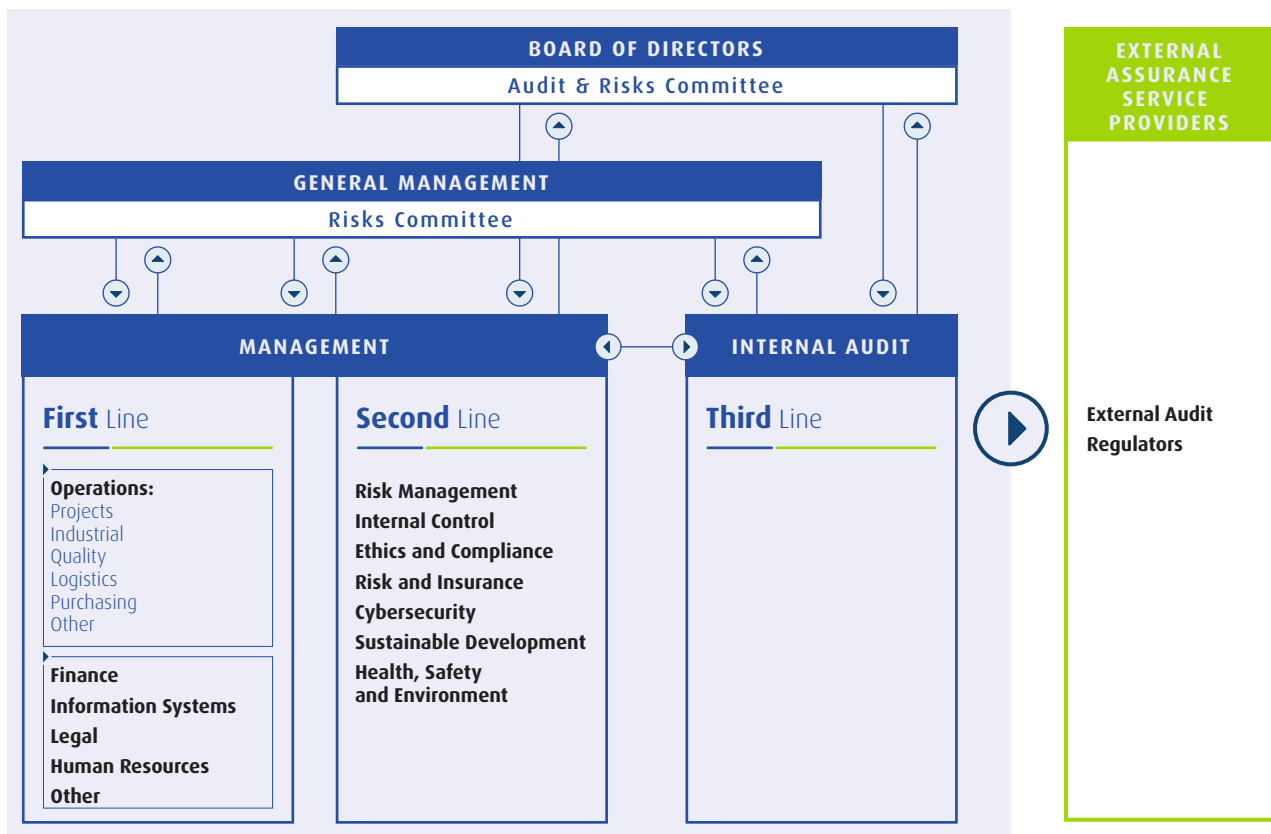 BOARD OF DIRECTORS
Audit & Risks Committee
GENERAL MANAGEMENT
Risks Committee
MANAGEMENT
INTERNAL AUDIT
First Line
Operations:
Projects
Industrial
Quality
Logistics
Purchasing
Other
Finance
Information Systems
Legal
Human Resources
Other
Second Line
Risk Management
Internal Control
Ethics and Compliance
Risk and Insurance
Cybersecurity
Sustainable Development
Health, Safety
and Environment
Third Line
EXTERNAL
ASSURANCE
SERVICE
PROVIDERS
External Audit
Regulators